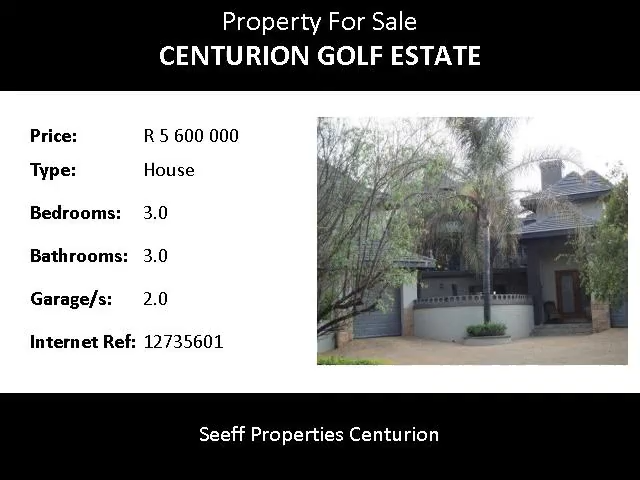 Property For Sale
CENTURION GOLF ESTATE
Price: R 5 600 000
Type: House
Bedrooms: 3.0
Bathrooms: 3.0
Garage/s: 2.0
Internet Ref: 12735601
Seeff Properties Centurion